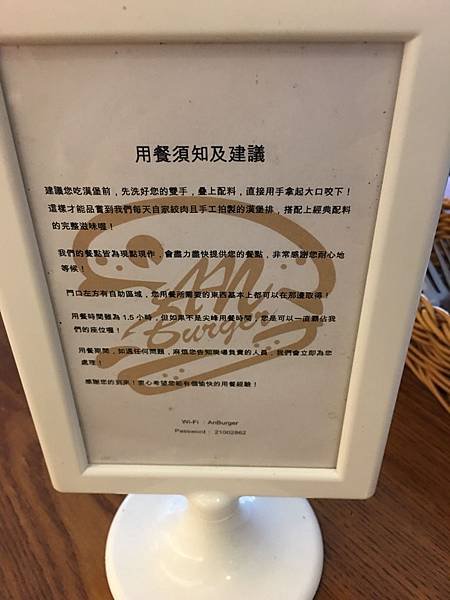 用餐須知及建議
建議您吃漢堡前，先洗好您的雙手，疊上配料，直接用手拿起大口咬下！
這樣才能品嘗到我們每天自家絞肉且手工拍製的漢堡排，搭配上經典配料
的完整滋味喔！
我們的餐點皆為現點現作，會盡力盡快提供您的餐點，非常感謝您耐心地
等候！
門口左方有自助區域，您用餐所需要的東西基本上都可以在那邊取得！
用餐時間雖為 1.5 小時，但如果不是尖峰用餐時間，您是可以一直霸佔我
們的座位喔！
用餐期間，如遇任何問題，麻煩您告知現場負責的人員，我們會立即為您
處理！
感謝您的到來！衷心希望您能有個愉快的用餐經驗！
AN
Burger
Wi-Fi ：AnBurger
Password： 21002862